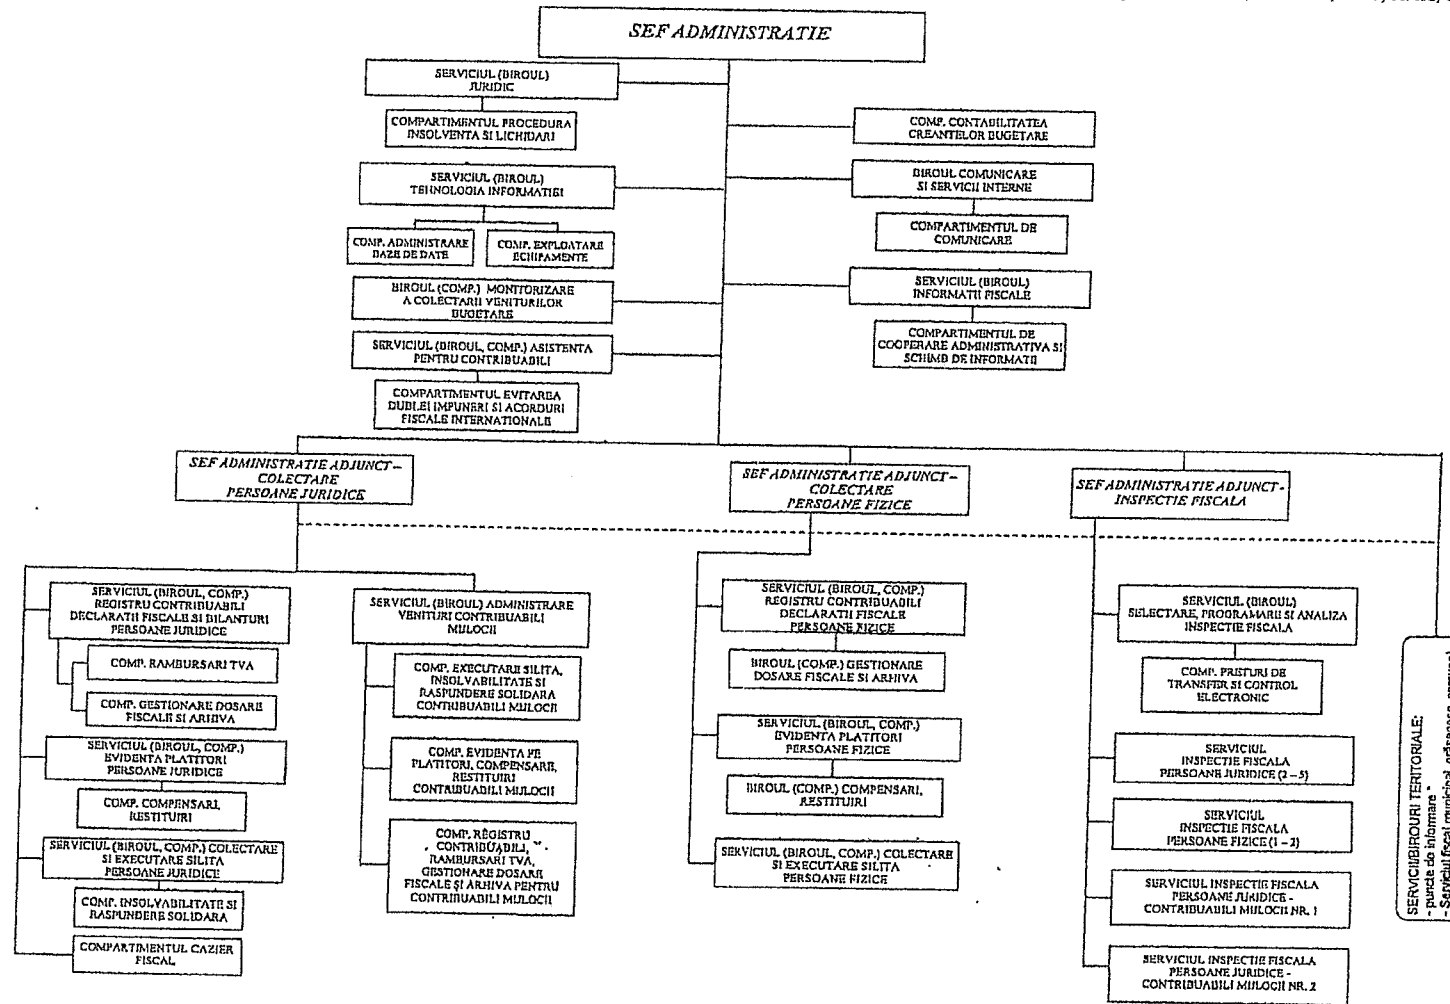 SEF ADMINISTRATIE
SERVICIUL (BIROUL)
JURIDIC
COMPARTIMENTUL PROCEDURA
INSOLVENTA SI LICHIDARI
SERVICIUL (BIROUL)
TEHNOLOGIA INFORMATIEI
COMP. ADMINISTRARE
BAZE DE DATE
COMP. EXPLOATARE
ECHIPAMENTE
BIROUL (COMP.) MONITORIZARE
A COLECTARII VENITURILOR
BUGETARE
SERVICIUL (BIROUL, COMP.) ASISTENTA
PENTRU CONTRIBUABILI
COMPARTIMENTUL EVITAREA
DUBLEI IMPUNERI SI ACORDURI
FISCALE INTERNATIONALE
COMP. CONTABILITATEA
CREANTELOR BUGETARE
BIROUL COMUNICARE
SI SERVICII INTERNE
COMPARTIMENTUL DE
COMUNICARE
SERVICIUL (BIROUL)
INFORMATII FISCALE
COMPARTIMENTUL DE
COOPERARE ADMINISTRATIVA SI
SCHIMB DE INFORMATII
SEF ADMINISTRATIE ADJUNCT –
COLECTARE
PERSOANE JURIDICE
SEF ADMINISTRATIE ADJUNCT –
COLECTARE
PERSOANE FIZICE
SEF ADMINISTRATIE ADJUNCT -
INSPECTIE FISCALA
SERVICIUL (BIROUL, COMP.)
REGISTRU CONTRIBUABILI
DECLARATII FISCALE SI BILANTURI
PERSOANE JURIDICE
COMP. RAMBURSARI TVA
COMP. GESTIONARE DOSARE
FISCALE SI ARHIVA
SERVICIUL (BIROUL, COMP.)
EVIDENTA PLATITORI
PERSOANE JURIDICE
COMP. COMPENSARI,
RESTITUIRI
SERVICIUL (BIROUL, COMP.) COLECTARE
SI EXECUTARE SILITA
PERSOANE JURIDICE
COMP. INSOLVABILITATE SI
RASPUNDERE SOLIDARA
COMPARTIMENTUL CAZIER
FISCAL
SERVICIUL (BIROUL) ADMINISTRARE
VENITURI CONTRIBUABILI
MIJLOCII
COMP. EXECUTARE SILITA,
INSOLVABILITATE SI
RASPUNDERE SOLIDARA
CONTRIBUABILI MIJLOCII
COMP. EVIDENTA PE
PLATITORI, COMPENSARE,
RESTITUIRI
CONTRIBUABILI MIJLOCII
COMP. REGISTRU
CONTRIBUABILI,
RAMBURSARI TVA,
GESTIONARE DOSARE
FISCALE ŞI ARHIVA PENTRU
CONTRIBUABILI MIJLOCII
SERVICIUL (BIROUL, COMP.)
REGISTRU CONTRIBUABILI
DECLARATII FISCALE
PERSOANE FIZICE
BIROUL (COMP.) GESTIONARE
DOSARE FISCALE SI ARHIVA
SERVICIUL (BIROUL, COMP.)
EVIDENTA PLATITORI
PERSOANE FIZICE
BIROUL (COMP.) COMPENSARI,
RESTITUIRI
SERVICIUL (BIROUL, COMP.) COLECTARE
SI EXECUTARE SILITA
PERSOANE FIZICE
SERVICIUL (BIROUL)
SELECTARE, PROGRAMARE SI ANALIZA
INSPECTIE FISCALA
COMP. PRETURI DE
TRANSFER SI CONTROL
ELECTRONIC
SERVICIUL
INSPECTIE FISCALA
PERSOANE JURIDICE (2 – 5)
SERVICIUL
INSPECTIE FISCALA
PERSOANE FIZICE (1 – 2)
SERVICIUL INSPECTIE FISCALA
PERSOANE JURIDICE -
CONTRIBUABILI MIJLOCII NR. 1
SERVICIUL INSPECTIE FISCALA
PERSOANE JURIDICE -
CONTRIBUABILI MIJLOCII NR. 2
SERVICII/BIROURI TERITORIALE:
- puncte de informare *
- Serviciul fiscal municipal, orăşenesc,